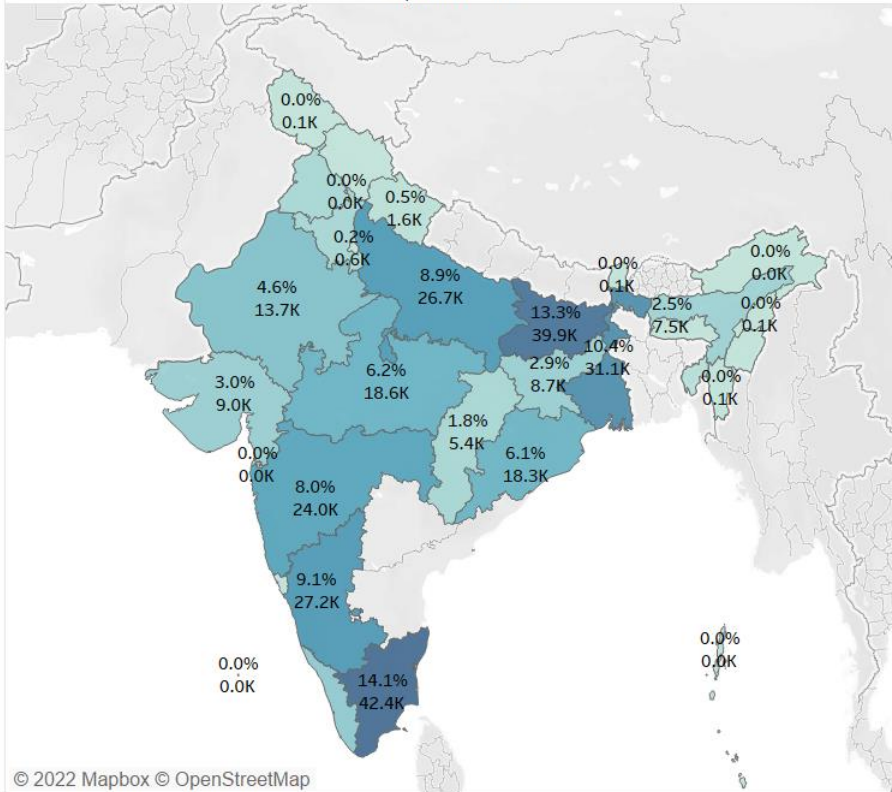 0.0%
0.1K
0.0%
0.0K
0.5%
1.6K
0.2%
0.6K
4.6%
13.7K
8.9%
26.7K
0.0%
0.1K
0.0%
0.0K
13.3%
39.9K
2.5%
7.5K
0.0%
0.1K
10.4%
31.1K
2.9%
8.7K
6.2%
18.6K
3.0%
9.0K
0.0%
0.1K
1.8%
5.4K
6.1%
18.3K
0.0%
0.0K
8.0%
24.0K
9.1%
27.2K
0.0%
0.0K
0.0%
0.0K
14.1%
42.4K
© 2022 Mapbox © OpenStreetMap